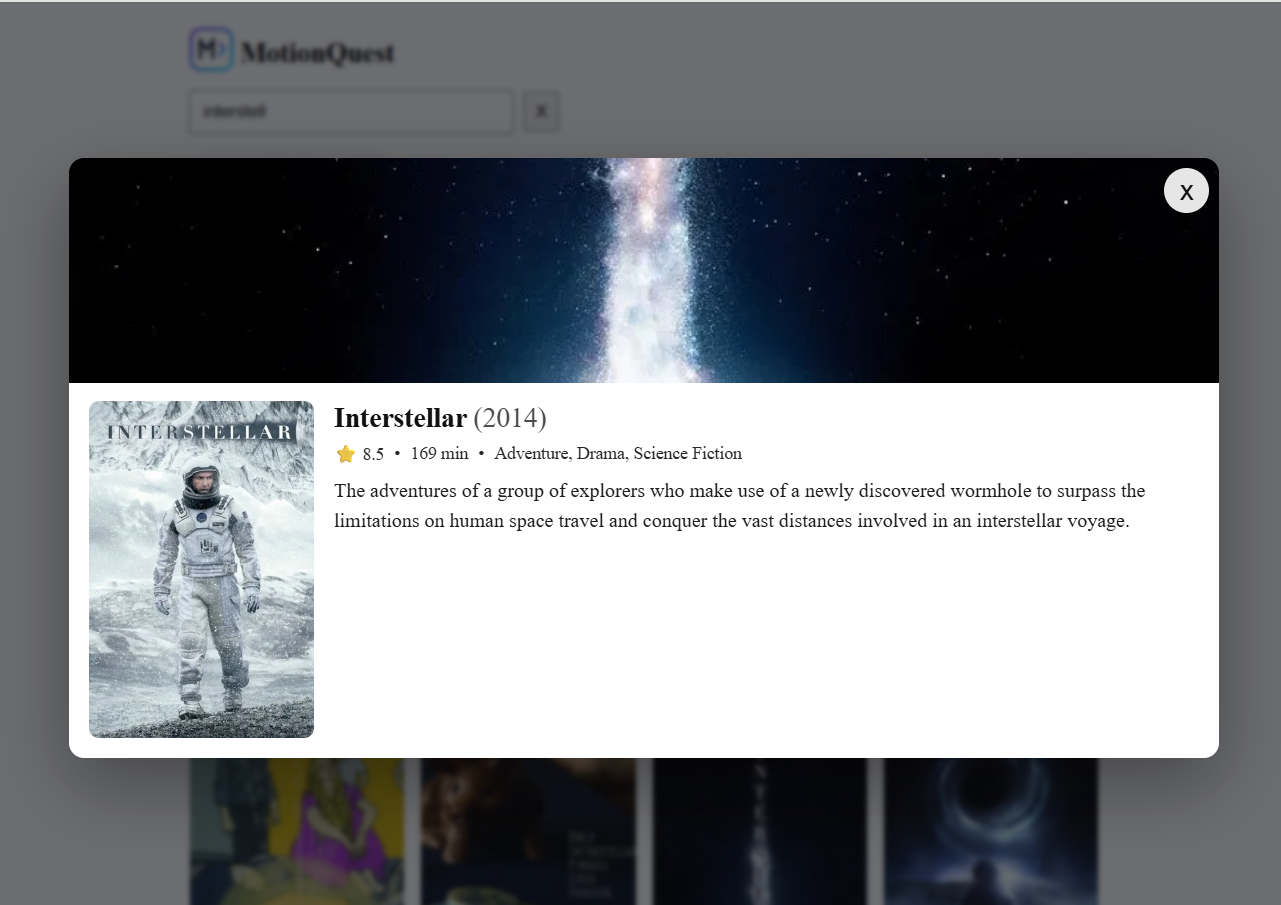 M
MotionQuest
interstell
X
X
INTERSTELLAR
Interstellar (2014)
8.5 • 169 min • Adventure, Drama, Science Fiction
The adventures of a group of explorers who make use of a newly discovered wormhole to surpass the
limitations on human space travel and conquer the vast distances involved in an interstellar voyage.